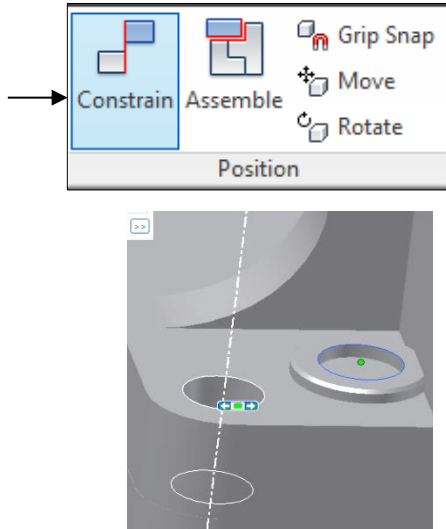 Constrain Assemble
Grip Snap
Move
Rotate
Position
>>